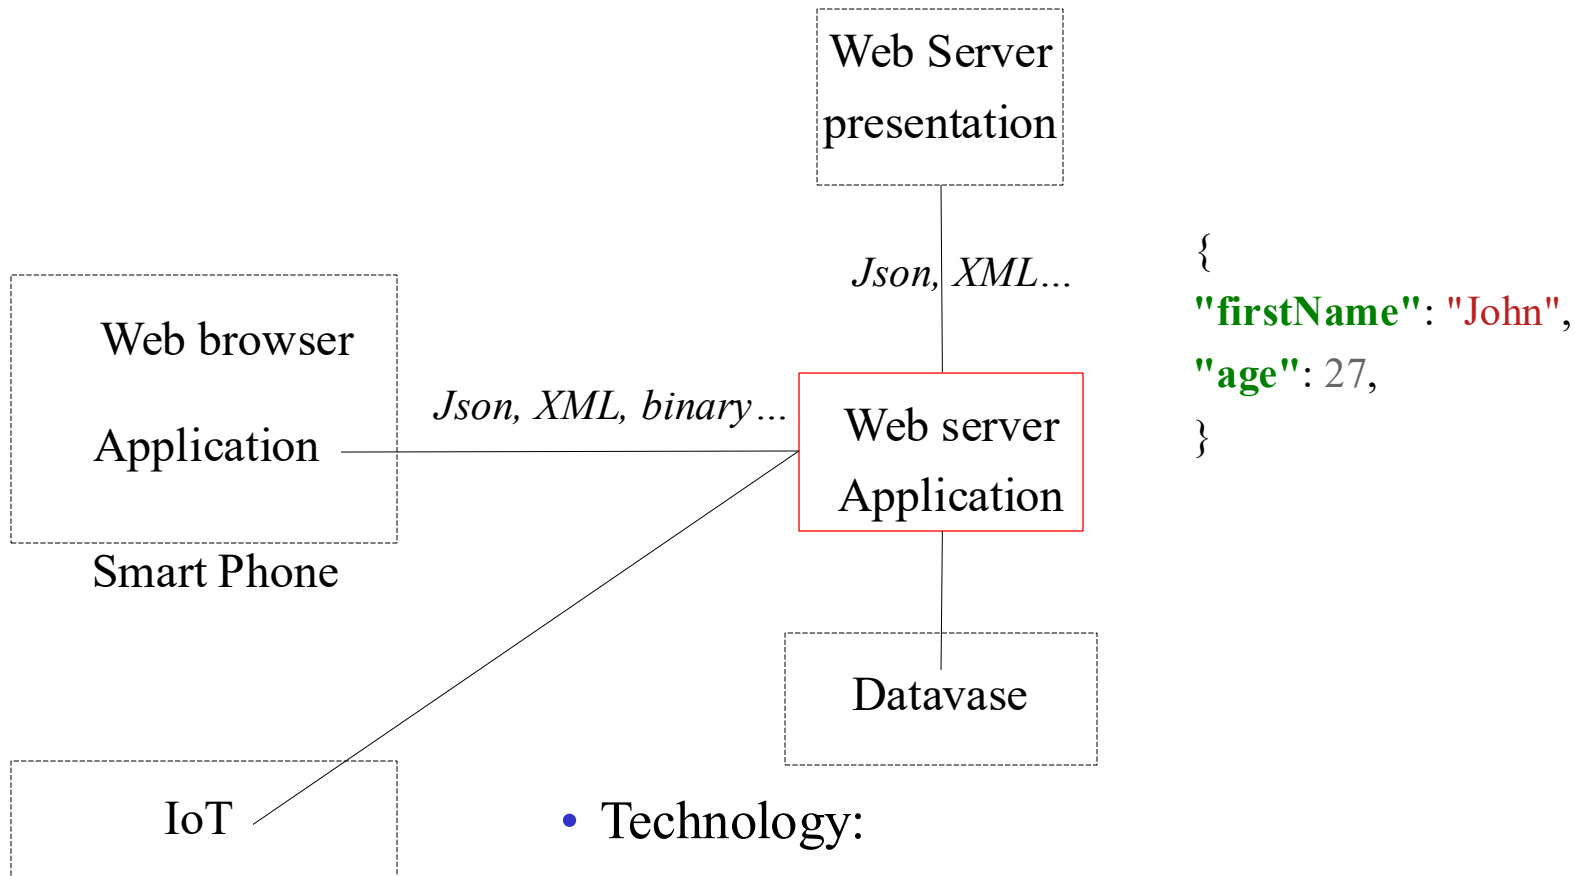 Web Server
presentation
Json, XML...
{
"firstName": "John",
"age": 27,
}
Web browser
Application
Smart Phone
Json, XML, binary...
Web server
Application
Datavase
IoT
• Technology: